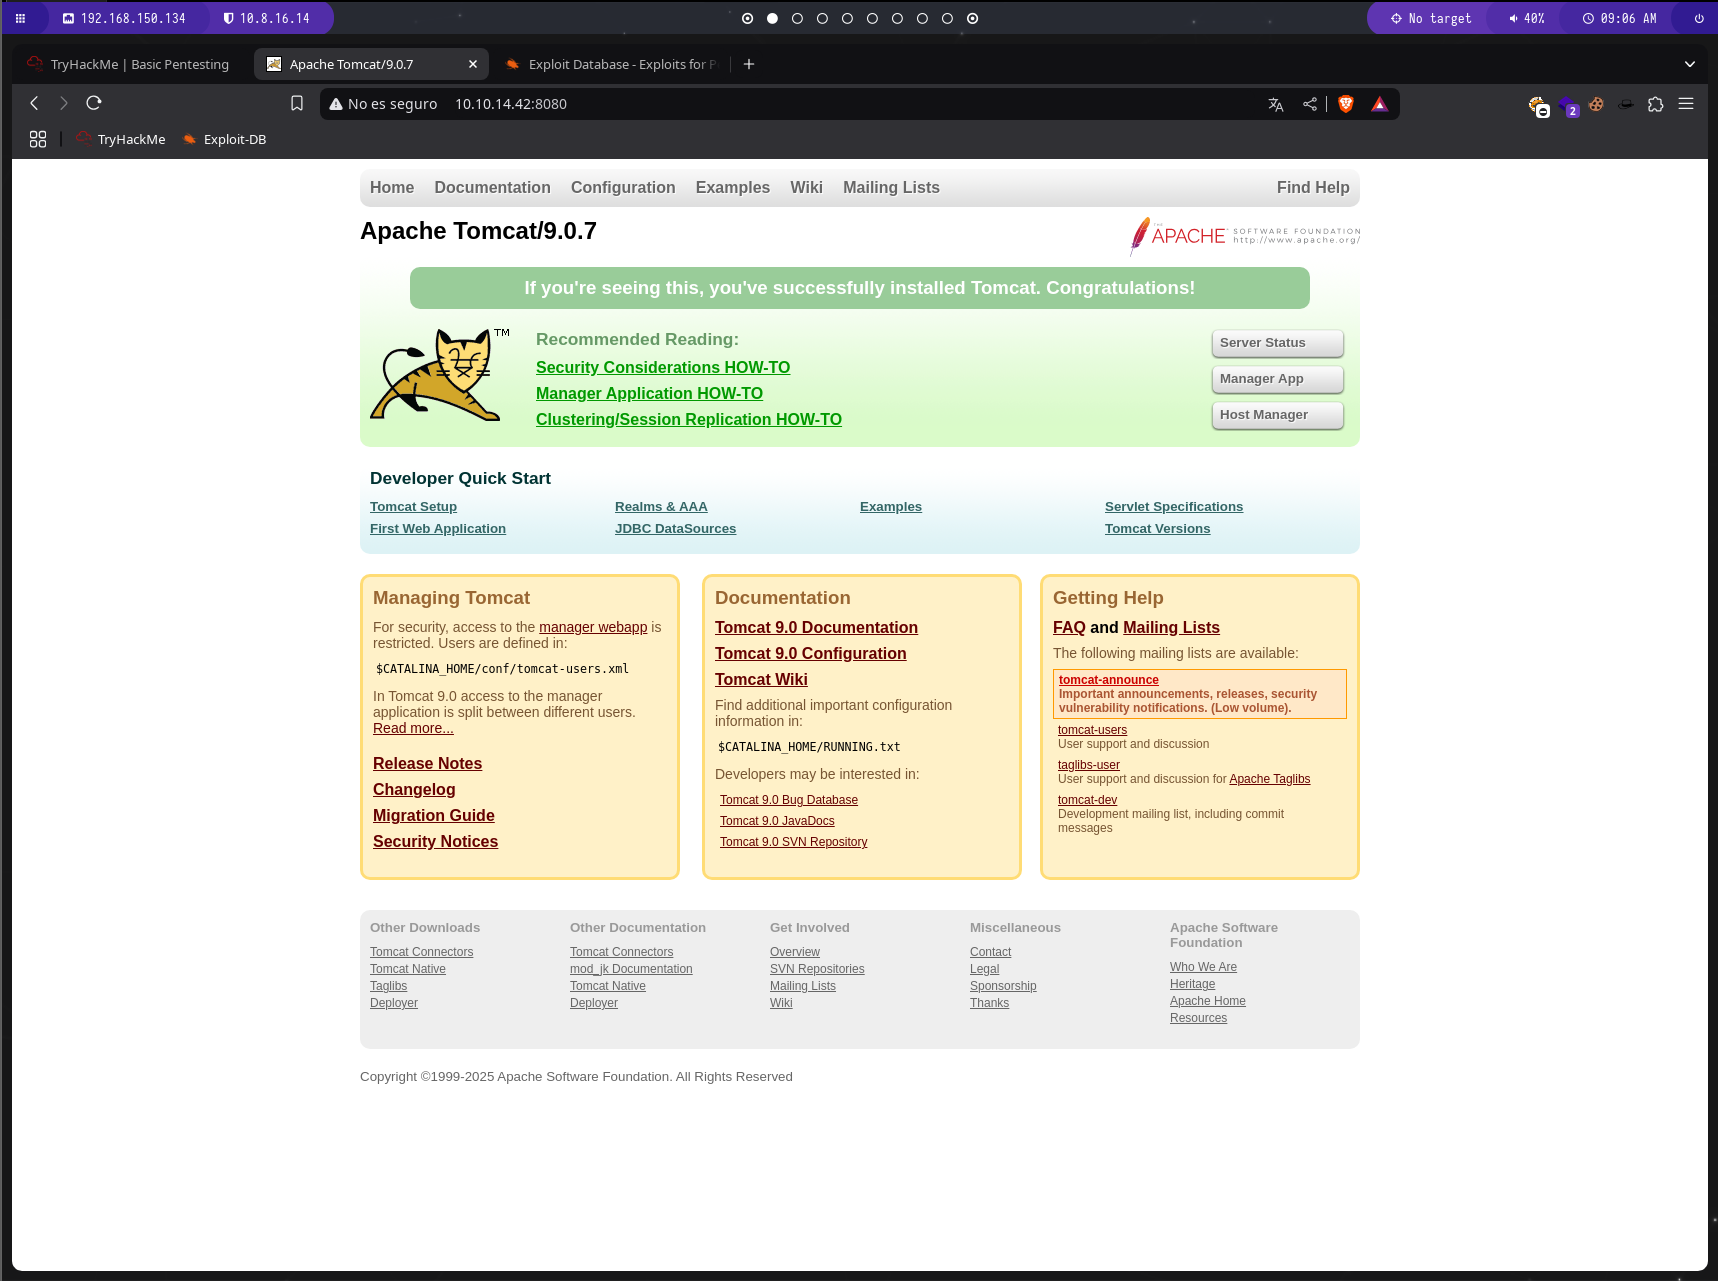 192.168.150.134
10.8.16.14
No target
40%
09:06 AM
TryHackMe | Basic Pentesting
Apache Tomcat/9.0.7
Exploit Database - Exploits for
No es seguro
10.10.14.42:8080
2
TryHackMe
Exploit-DB
Home Documentation Configuration Examples Wiki Mailing Lists Find Help
Apache Tomcat/9.0.7
APACHE SOFTWARE FOUNDATION
http://www.apache.org/
If you're seeing this, you've successfully installed Tomcat. Congratulations!
TM
Recommended Reading:
Security Considerations HOW-TO
Manager Application HOW-TO
Clustering/Session Replication HOW-TO
Server Status
Manager App
Host Manager
Developer Quick Start
Tomcat Setup
First Web Application
Realms & AAA
JDBC DataSources
Examples
Servlet Specifications
Tomcat Versions
Managing Tomcat
For security, access to the manager webapp is
restricted. Users are defined in:
$CATALINA_HOME/conf/tomcat-users.xml
In Tomcat 9.0 access to the manager
application is split between different users.
Read more...
Release Notes
Changelog
Migration Guide
Security Notices
Documentation
Tomcat 9.0 Documentation
Tomcat 9.0 Configuration
Tomcat Wiki
Find additional important configuration
information in:
$CATALINA_HOME/RUNNING.txt
Developers may be interested in:
Tomcat 9.0 Bug Database
Tomcat 9.0 JavaDocs
Tomcat 9.0 SVN Repository
Getting Help
FAQ and Mailing Lists
The following mailing lists are available:
tomcat-announce
Important announcements, releases, security
vulnerability notifications. (Low volume).
tomcat-users
User support and discussion
taglibs-user
User support and discussion for Apache Taglibs
tomcat-dev
Development mailing list, including commit
messages
Other Downloads
Tomcat Connectors
Tomcat Native
Taglibs
Deployer
Other Documentation
Tomcat Connectors
mod_jk Documentation
Tomcat Native
Deployer
Get Involved
Overview
SVN Repositories
Mailing Lists
Wiki
Miscellaneous
Contact
Legal
Sponsorship
Thanks
Apache Software
Foundation
Who We Are
Heritage
Apache Home
Resources
Copyright ©1999-2025 Apache Software Foundation. All Rights Reserved